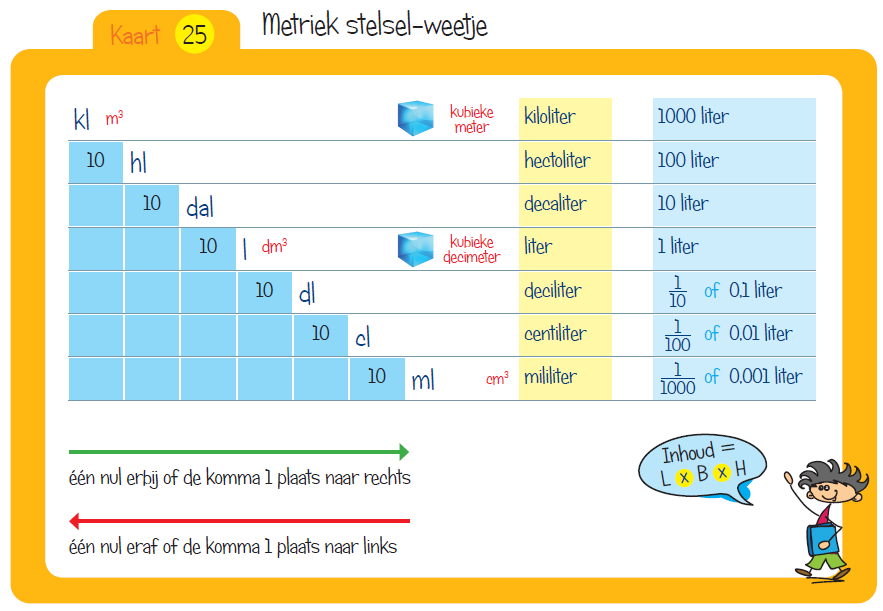 Kaart 25 Metriek stelsel-weetje
kl m³ kubieke meter kiloliter 1000 liter
10 hl hectoliter 100 liter
10 dal decaliter 10 liter
10 l dm³ kubieke decimeter liter 1 liter
10 dl deciliter 1/10 of 0.1 liter
10 cl centiliter 1/100 of 0.01 liter
10 ml cm³ mililiter 1/1000 of 0.001 liter
één nul erbij of de komma 1 plaats naar rechts
één nul eraf of de komma 1 plaats naar links
Inhoud =
L x B x H